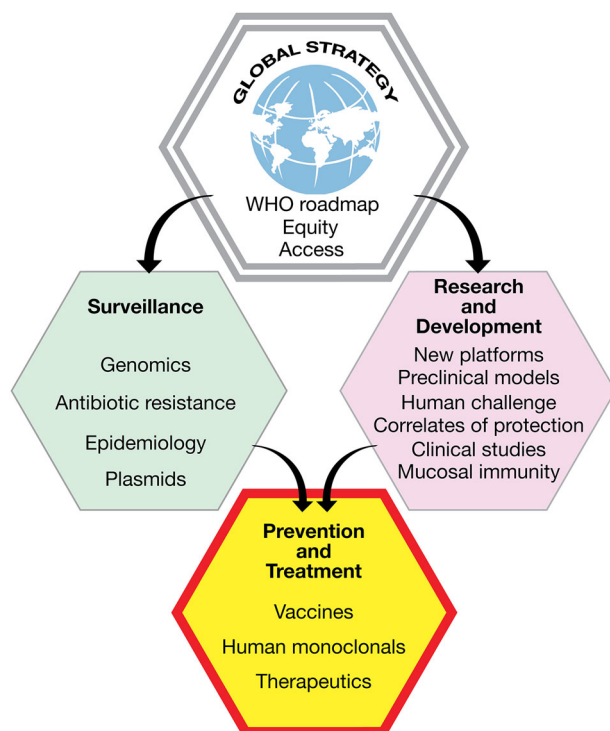 GLOBAL STRATEGY
WHO roadmap
Equity
Access
Surveillance
Genomics
Antibiotic resistance
Epidemiology
Plasmids
Research
and
Development
New platforms
Preclinical models
Human challenge
Correlates of protection
Clinical studies
Mucosal immunity
Prevention
and
Treatment
Vaccines
Human monoclonals
Therapeutics